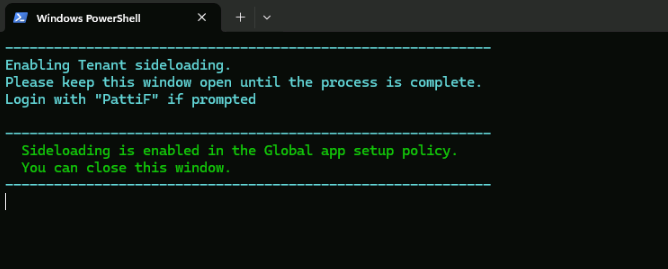 Windows PowerShell
------------------------------------------------------------
Enabling Tenant sideloading.
Please keep this window open until the process is complete.
Login with "PattiF" if prompted
------------------------------------------------------------
Sideloading is enabled in the Global app setup policy.
You can close this window.
------------------------------------------------------------